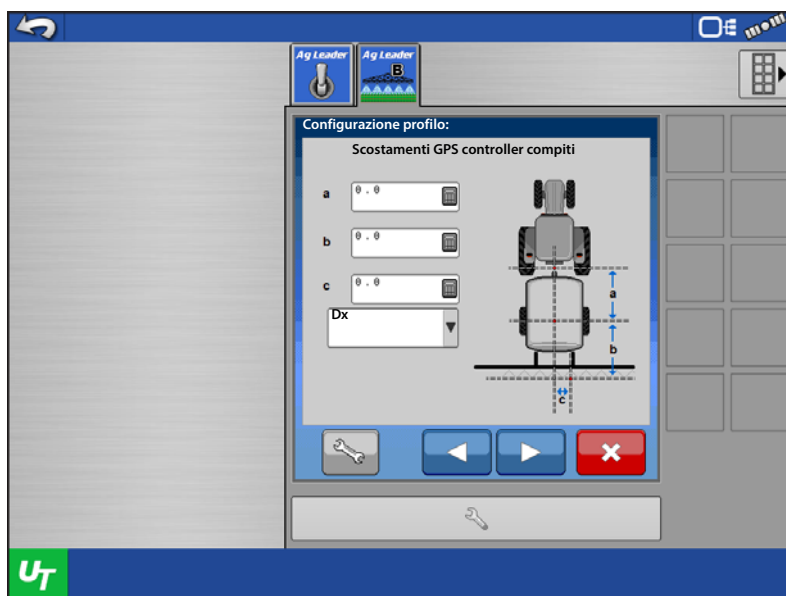 Ag Leader
Ag Leader
B
Configurazione profilo:
Scostamenti GPS controller compiti
a
0.0
b
0.0
c
0.0
Dx
a
b
c
UT